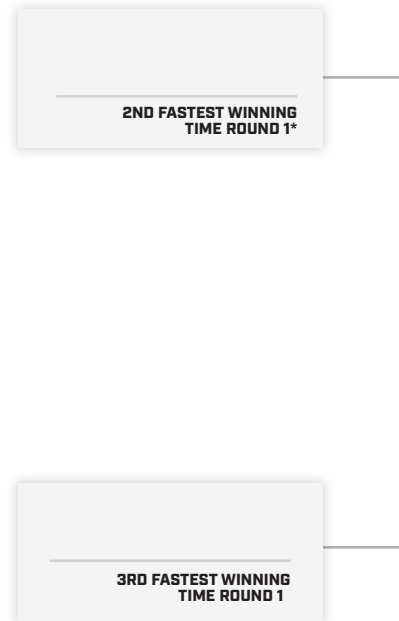 2ND FASTEST WINNING
TIME ROUND 1*
3RD FASTEST WINNING
TIME ROUND 1